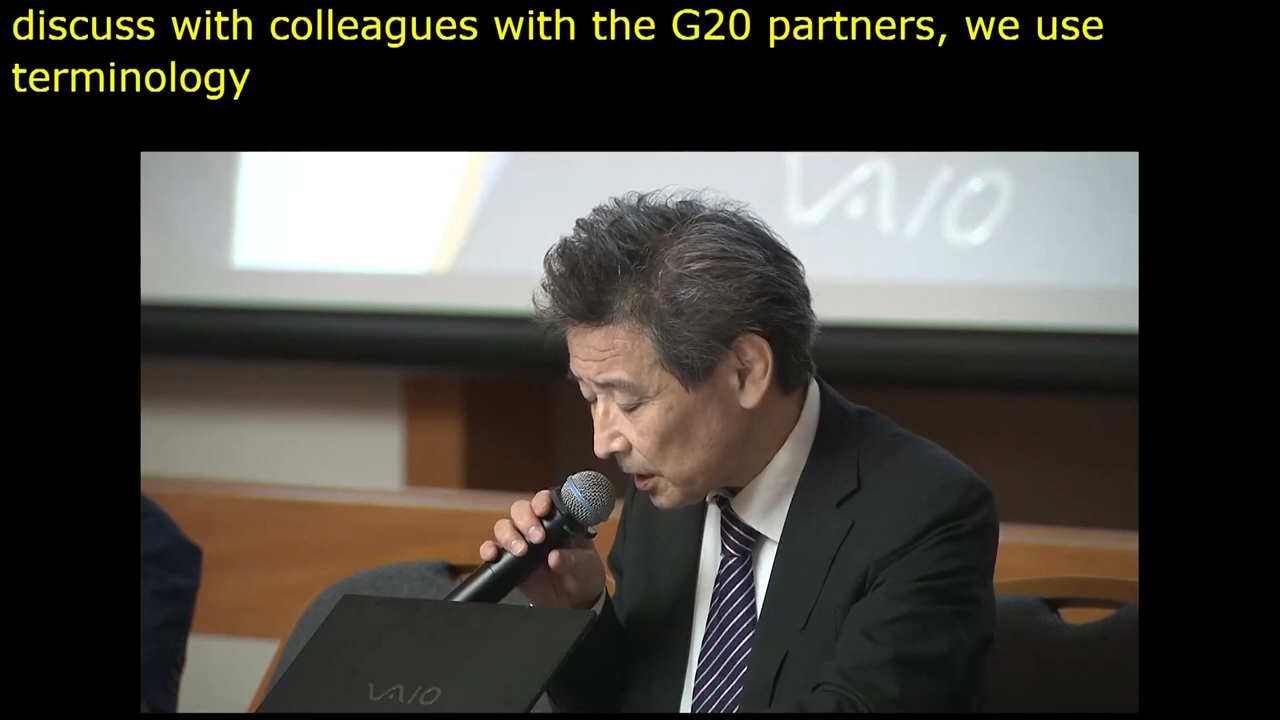 discuss with colleagues with the G20 partners, we use
terminology
VAIO
VAIO